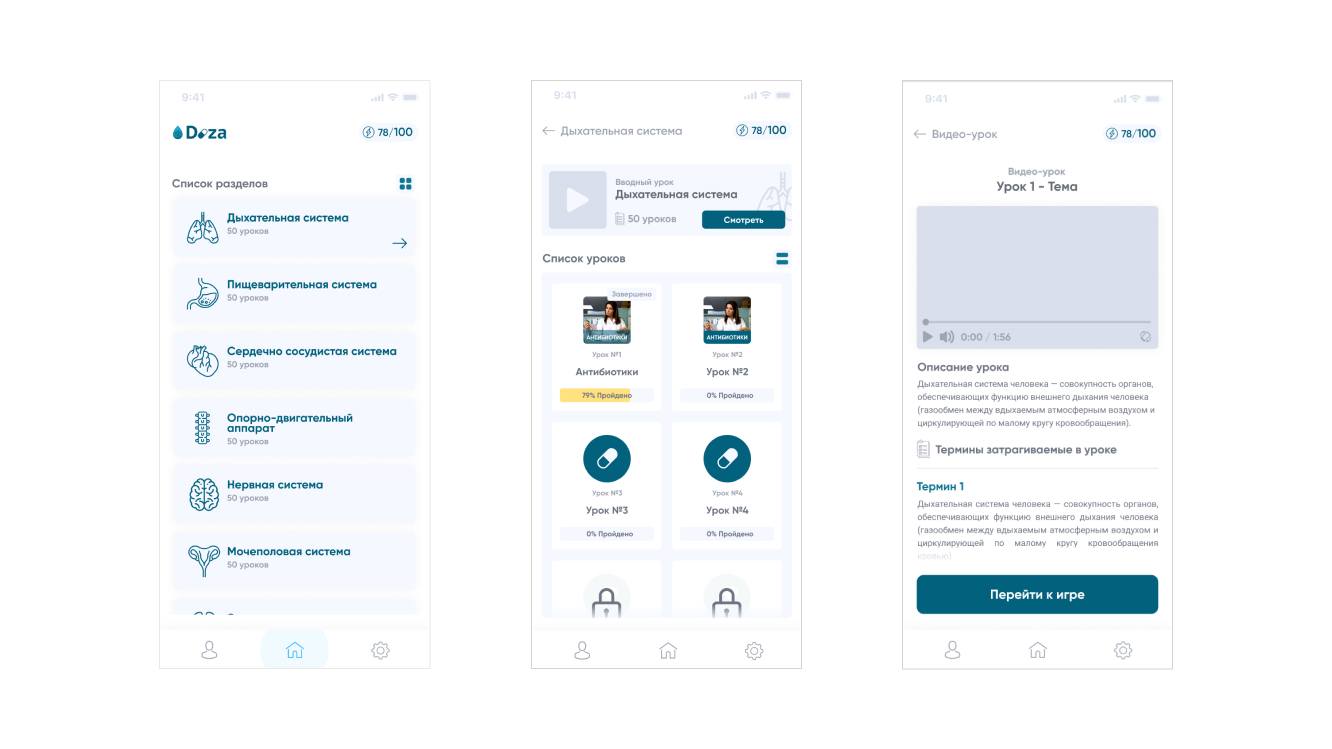 9:41
Doza
78/100
Список разделов
Дыхательная система
50 уроков
Пищеварительная система
50 уроков
Сердечно сосудистая система
50 уроков
Опорно-двигательный
аппарат
50 уроков
Нервная система
50 уроков
Мочеполовая система
50 уроков
9:41
Дыхательная система
78/100
Вводный урок
Дыхательная система
50 уроков
Смотреть
Список уроков
Завершено
АНТИБИОТИКИ
Урок №1
Антибиотики
79% Пройдено
АНТИБИОТИКИ
Урок №2
Урок №2
0% Пройдено
Урок №3
Урок №3
0% Пройдено
Урок №4
Урок №4
0% Пройдено
9:41
Видео-урок
78/100
Видео-урок
Урок 1 - Тема
0:00 / 1:56
Описание урока
Дыхательная система человека — совокупность органов,
обеспечивающих функцию внешнего дыхания человека
(газообмен между вдыхаемым атмосферным воздухом и
циркулирующей по малому кругу кровообращения).
Термины затрагиваемые в уроке
Термин 1
Дыхательная система человека — совокупность органов,
обеспечивающих функцию внешнего дыхания человека
(газообмен между вдыхаемым атмосферным воздухом и
циркулирующей по малому кругу кровообращения
кровью)
Перейти к игре